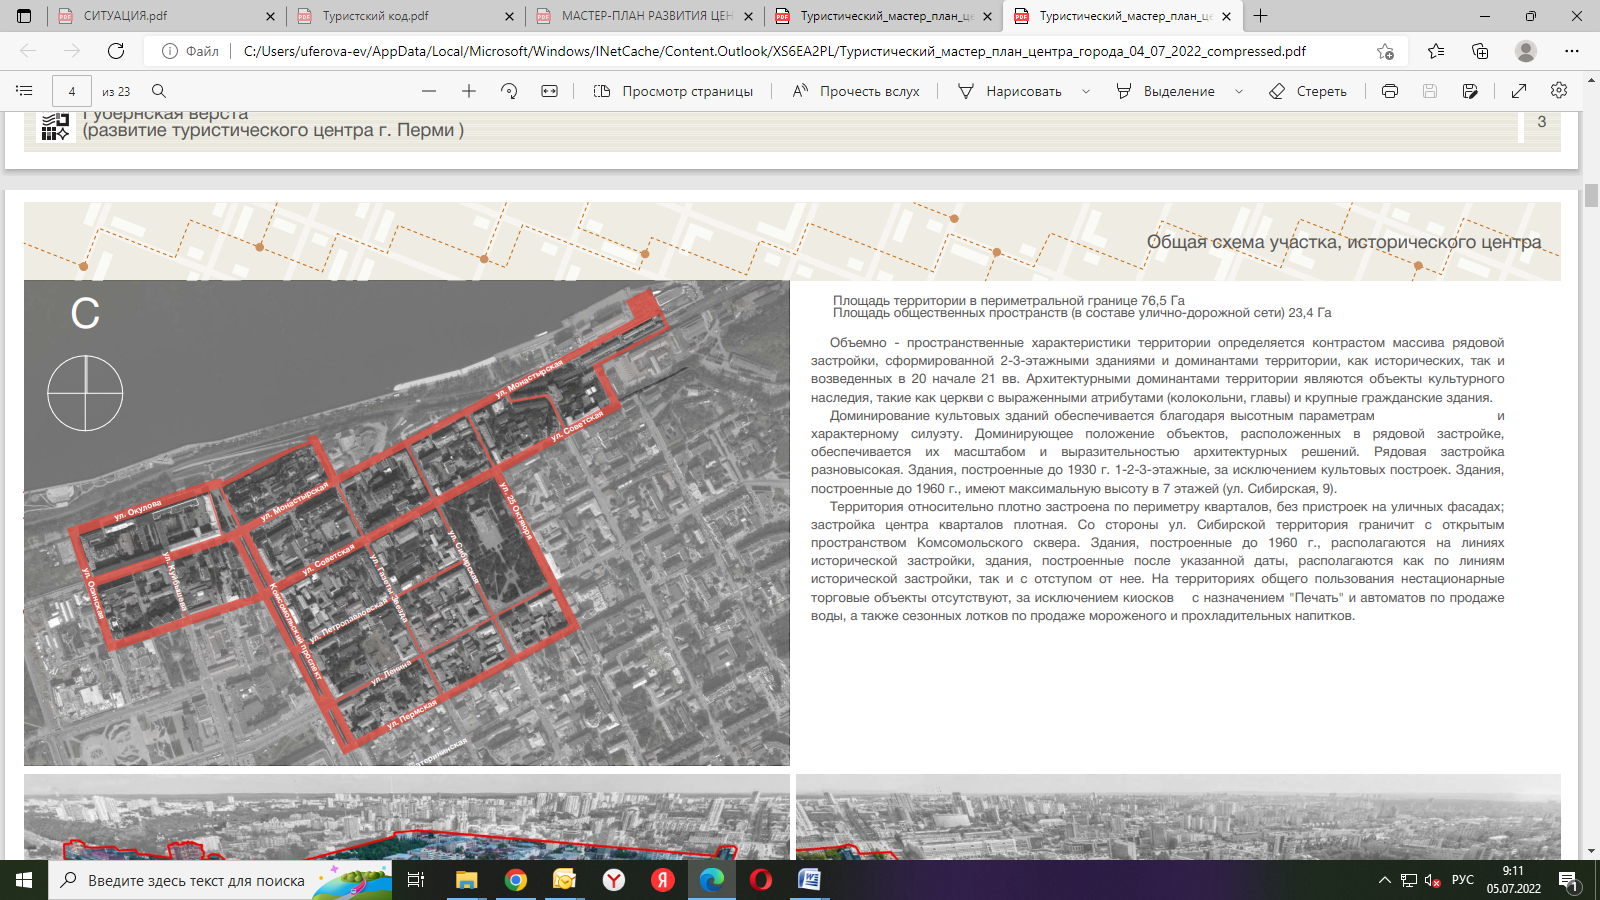 СИТУАЦИЯ.pdf
Туристский код.pdf
МАСТЕР-ПЛАН РАЗВИТИЯ ЦЕН
Туристический_мастер_план_це
Туристический_мастер_план_це
Файл
C:/Users/uferova-ev/AppData/Local/Microsoft/Windows/INetCache/Content.Outlook/XS6EA2PL/Туристический_мастер_план_центра_города_04_07_2022_compressed.pdf
4
из 23
Просмотр страницы
Прочесть вслух
Нарисовать
Выделение
Стереть
Губернская верста
(развитие туристического центра г. Перми )
3
Общая схема участка, исторического центра
С
ул. Монастырская
ул. Советская
ул. Окулова
ул. Монастырская
ул. 25 Октября
ул. Осинская
ул. Куйбышева
ул. Советская
ул. Газеты Звезда
ул. Сибирская
Комсомольский проспект
ул. Петропавловская
ул. Ленина
ул. Пермская
Площадь территории в периметральной границе 76,5 Га
Площадь общественных пространств (в составе улично-дорожной сети) 23,4 Га
Объемно - пространственные характеристики территории определяется контрастом массива рядовой
застройки, сформированной 2-3-этажными зданиями и доминантами территории, как исторических, так и
возведенных в 20 начале 21 вв. Архитектурными доминантами территории являются объекты культурного
наследия, такие как церкви с выраженными атрибутами (колокольни, главы) и крупные гражданские здания.
Доминирование культовых зданий обеспечивается благодаря высотным параметрам и
характерному силуэту. Доминирующее положение объектов, расположенных в рядовой застройке,
обеспечивается их масштабом и выразительностью архитектурных решений. Рядовая застройка
разновысокая. Здания, построенные до 1930 г. 1-2-3-этажные, за исключением культовых построек. Здания,
построенные до 1960 г., имеют максимальную высоту в 7 этажей (ул. Сибирская, 9).
Территория относительно плотно застроена по периметру кварталов, без пристроек на уличных фасадах;
застройка центра кварталов плотная. Со стороны ул. Сибирской территория граничит с открытым
пространством Комсомольского сквера. Здания, построенные до 1960 г., располагаются на линиях
исторической застройки, здания, построенные после указанной даты, располагаются как по линиям
исторической застройки, так и с отступом от нее. На территориях общего пользования нестационарные
торговые объекты отсутствуют, за исключением киосков с назначением "Печать" и автоматов по продаже
воды, а также сезонных лотков по продаже мороженого и прохладительных напитков.
Введите здесь текст для поиска
РУС
9:11
05.07.2022
1